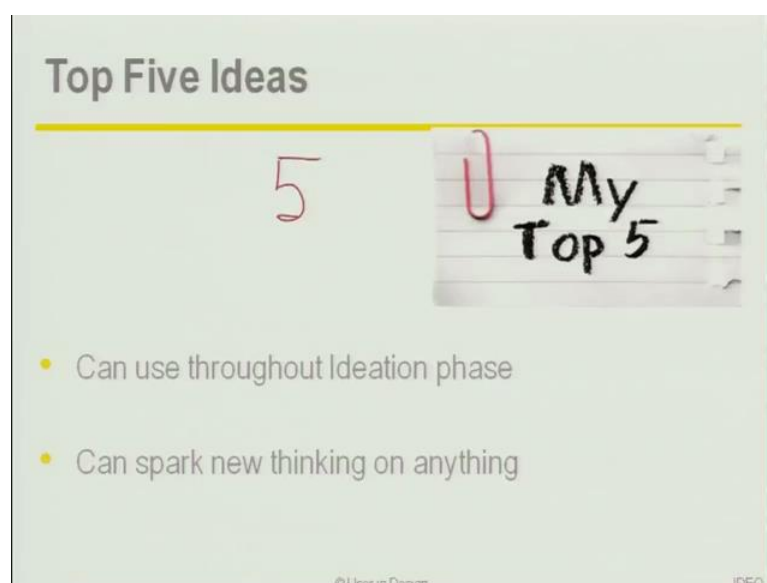 Top Five Ideas
5
My
Top 5
Can use throughout Ideation phase
Can spark new thinking on anything